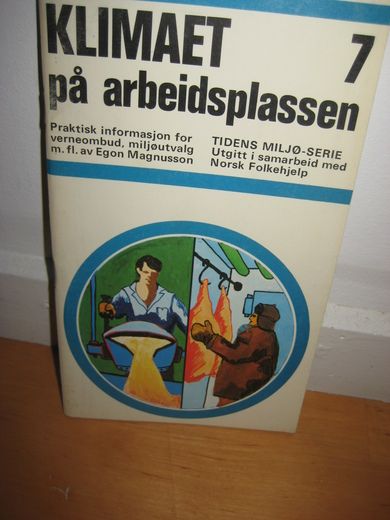 KLIMAET 7
på arbeidsplassen
Praktisk informasjon for
verneombud, miljøutvalg
m. fl. av Egon Magnusson
TIDENS MILJØ-SERIE
Utgitt i samarbeid med
Norsk Folkehjelp